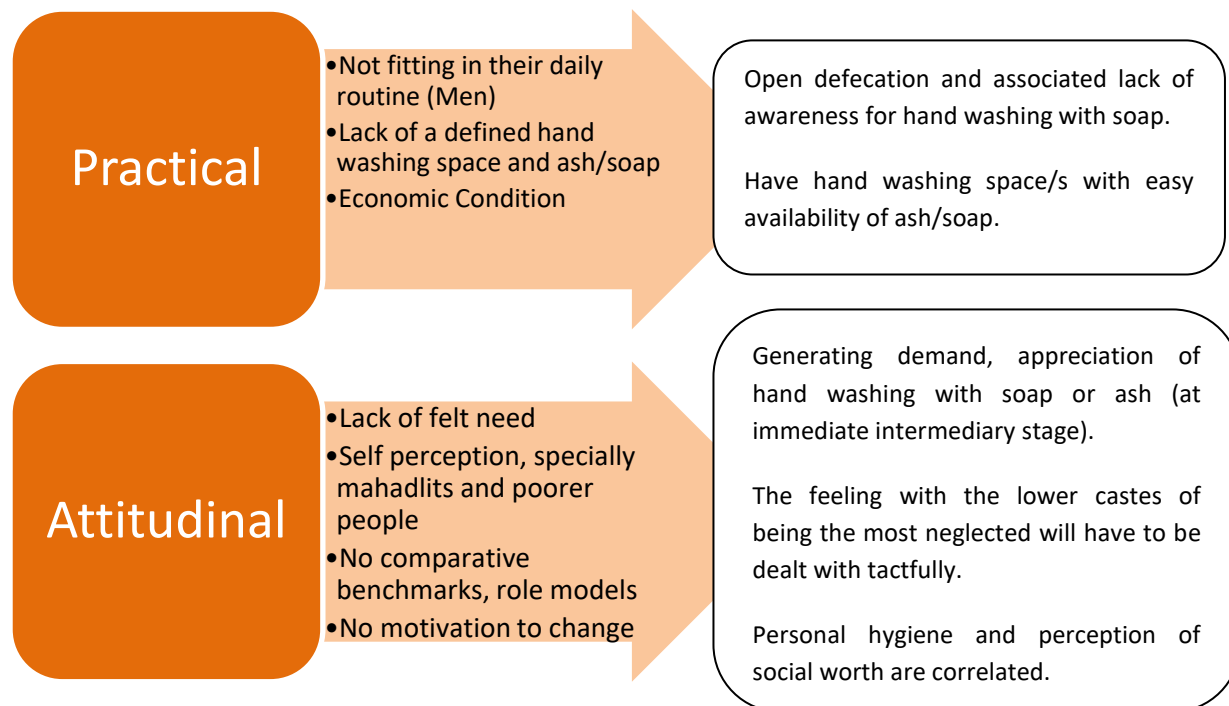 Practical
•Not fitting in their daily
routine (Men)
•Lack of a defined hand
washing space and ash/soap
•Economic Condition
Open defecation and associated lack of
awareness for hand washing with soap.
Have hand washing space/s with easy
availability of ash/soap.
Attitudinal
•Lack of felt need
•Self perception, specially
mahadlits and poorer
people
•No comparative
benchmarks, role models
•No motivation to change
Generating demand, appreciation of
hand washing with soap or ash (at
immediate intermediary stage).
The feeling with the lower castes of
being the most neglected will have to be
dealt with tactfully.
Personal hygiene and perception of
social worth are correlated.